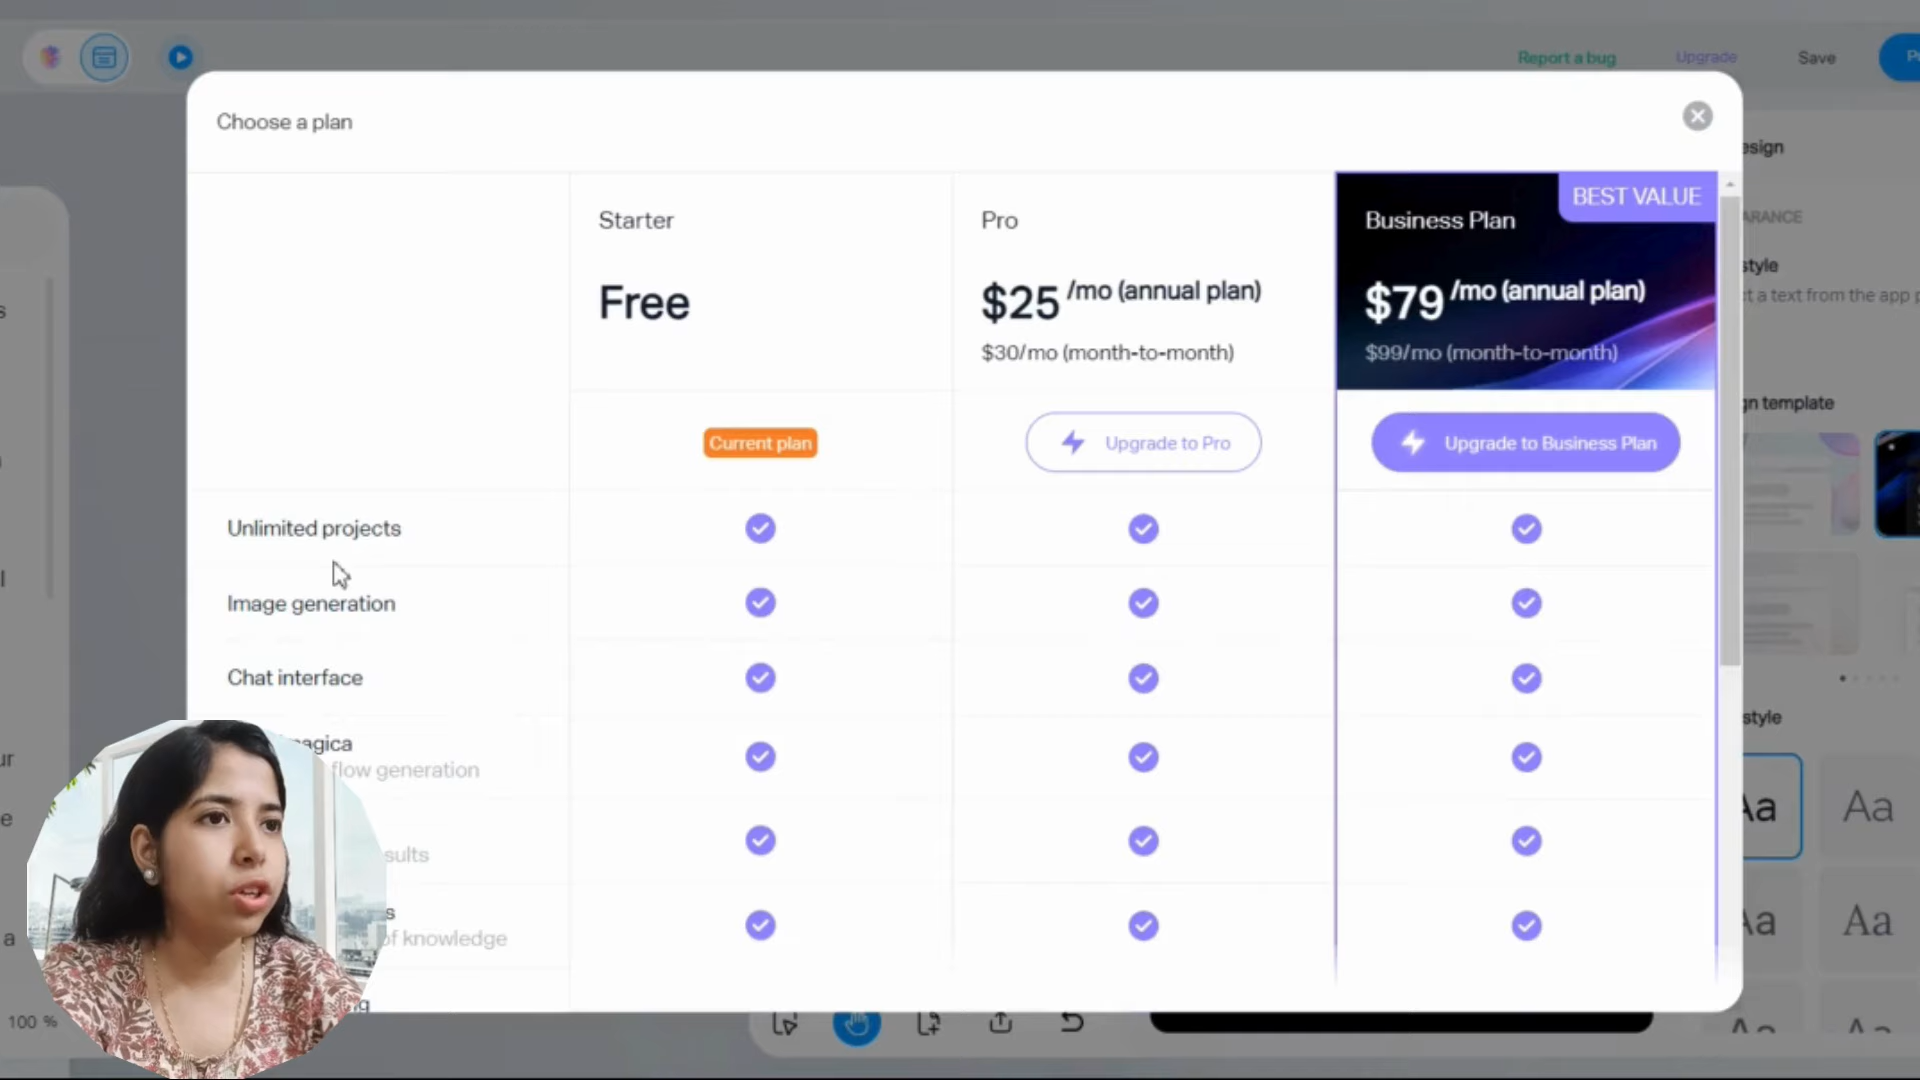 Report a bug
Upgrade
Save
Choose a plan
Starter
Free
Current plan
Pro
$25 /mo (annual plan)
$30/mo (month-to-month)
Upgrade to Pro
BEST VALUE
Business Plan
$79 /mo (annual plan)
$99/mo (month-to-month)
Upgrade to Business Plan
Unlimited projects
Image generation
Chat interface
flow generation
of knowledge
style
template
style
Aa
Aa
Aa
Aa
100 %